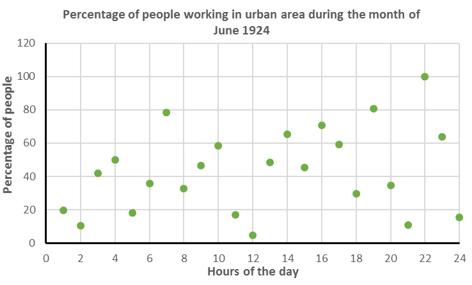 Percentage of people working in urban area during the month of
June 1924
120
100
80
60
40
20
0
Percentage of people
0 2 4 6 8 10 12 14 16 18 20 22 24
Hours of the day